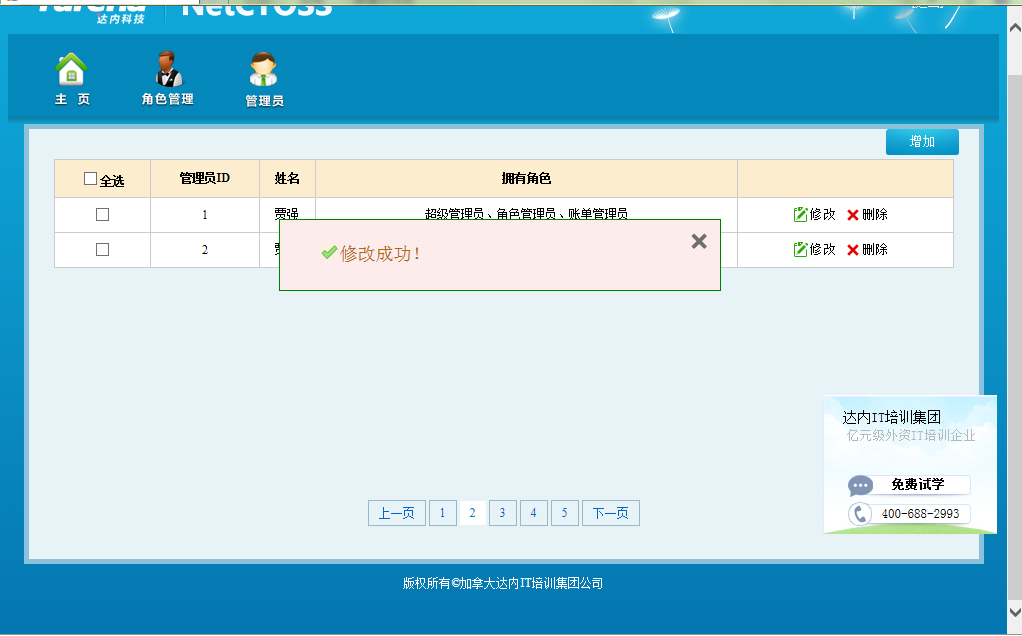 Tarena
达内科技
NetCTOSS
主 页
角色管理
管理员
增加
全选
管理员ID
姓名
拥有角色
1
贾强
超级管理员、角色管理员、账单管理员
修改
删除
2
修改
删除
修改成功！
达内IT培训集团
亿元级外资IT培训企业
免费试学
400-688-2993
上一页
1
2
3
4
5
下一页
版权所有©加拿大达内IT培训集团公司